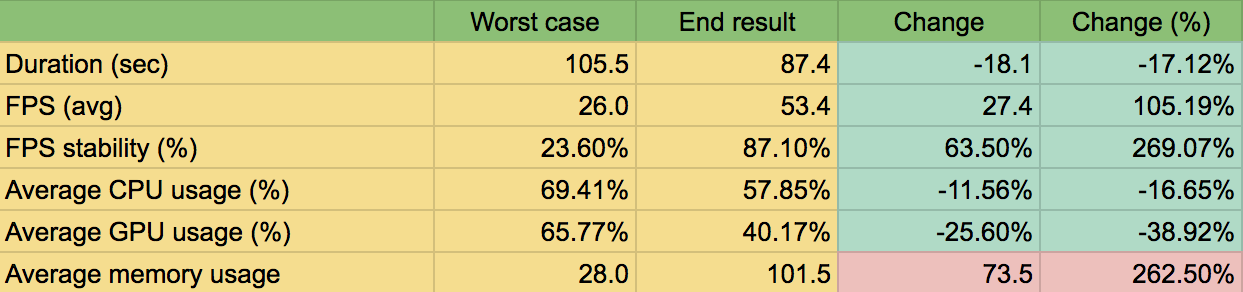 Worst case End result Change Change (%)
Duration (sec) 105.5 87.4 -18.1 -17.12%
FPS (avg) 26.0 53.4 27.4 105.19%
FPS stability (%) 23.60% 87.10% 63.50% 269.07%
Average CPU usage (%) 69.41% 57.85% -11.56% -16.65%
Average GPU usage (%) 65.77% 40.17% -25.60% -38.92%
Average memory usage 28.0 101.5 73.5 262.50%